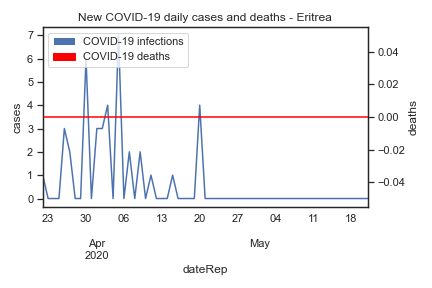 New COVID-19 daily cases and deaths - Eritrea
COVID-19 infections
COVID-19 deaths
7
6
5
4
3
2
1
0
cases
0.04
0.02
0.00
−0.02
−0.04
deaths
23 30 06 13 20 27 04 11 18
Apr May
2020
dateRep